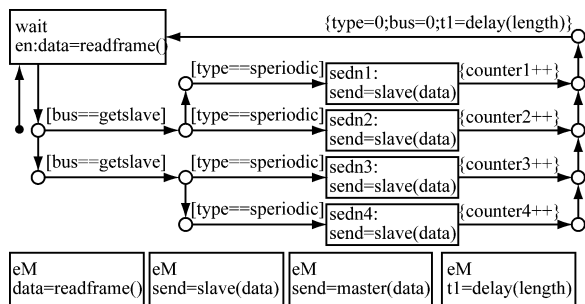 {type=0;bus=0;t1=delay(length)}
wait
en:data=readframe()
[type==speriodic]
sedn1:
send=slave(data)
{counter1++}
[bus==getslave]
[type==speriodic]
sedn2:
send=slave(data)
{counter2++}
[bus==getslave]
[type==speriodic]
sedn3:
send=slave(data)
{counter3++}
[type==speriodic]
sedn4:
send=slave(data)
{counter4++}
eM
data=readframe()
eM
send=slave(data)
eM
send=master(data)
eM
t1=delay(length)